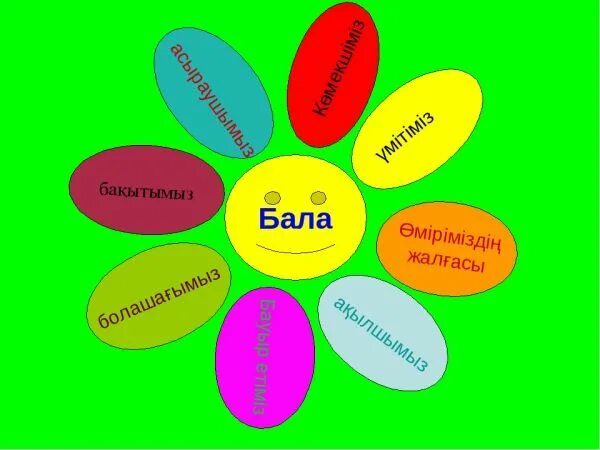 Бала
Көмекшіміз
үмітіміз
Өміріміздің
жалғасы
ақылшымыз
Бауыр етіміз
болашағымыз
бақытымыз
асыраушымыз